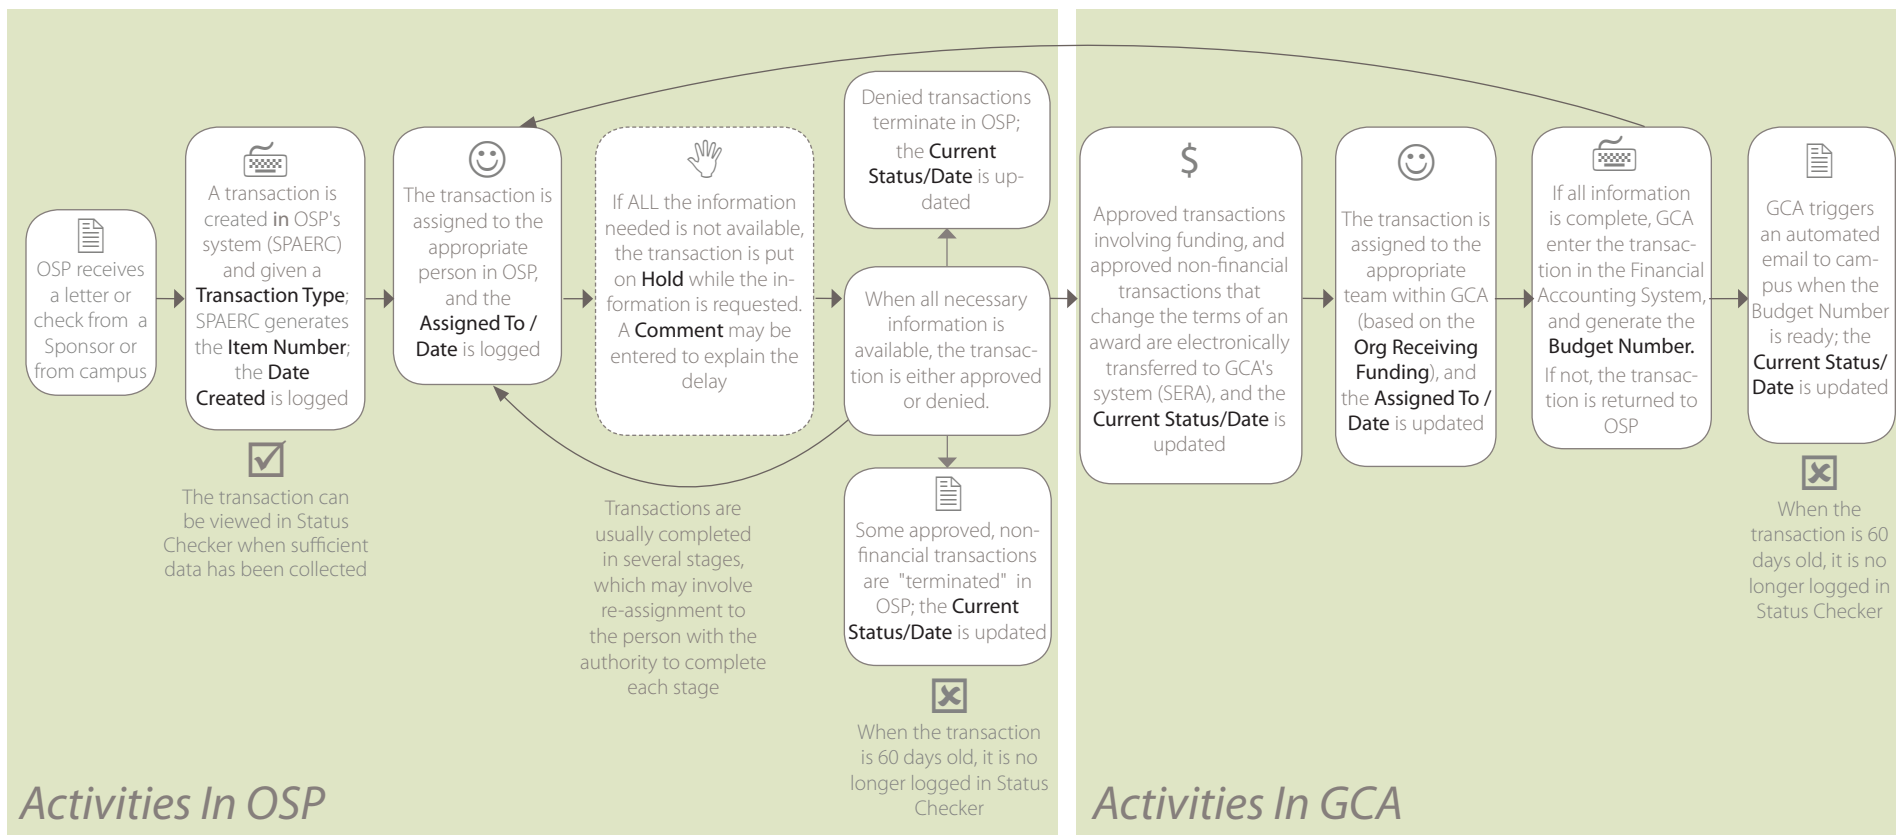 OSP receives
a letter or
check from a
Sponsor or
from campus
A transaction is
created in OSP's
system (SPAERC)
and given a
Transaction Type;
SPAERC generates
the Item Number;
the Date
Created is logged
The transaction can
be viewed in Status
Checker when sufficient
data has been collected
The transaction is
assigned to the
appropriate
person in OSP,
and the
Assigned To /
Date is logged
If ALL the information
needed is not available,
the transaction is put
on Hold while the in-
formation is requested.
A Comment may be
entered to explain the
delay
Transactions are
usually completed
in several stages,
which may involve
re-assignment to
the person with the
authority to complete
each stage
Denied transactions
terminate in OSP;
the Current
Status/Date is up-
dated
When all necessary
information is
available, the transac-
tion is either approved
or denied.
Some approved, non-
financial transactions
are "terminated" in
OSP; the Current
Status/Date is updated
When the transaction
is 60 days old, it is no
longer logged in Status
Checker
Activities In OSP
$
Approved transactions
involving funding, and
approved non-financial
transactions that
change the terms of an
award are electronically
transferred to GCA's
system (SERA), and the
Current Status/Date is
updated
The transaction is
assigned to the
appropriate
team within GCA
(based on the
Org Receiving
Funding), and
the Assigned To /
Date is updated
If all information
is complete, GCA
enter the transac-
tion in the Financial
Accounting System,
and generate the
Budget Number.
If not, the transac-
tion is returned to
OSP
GCA triggers
an automated
email to cam-
pus when the
Budget Number
is ready; the
Current Status/
Date is updated
When the
transaction is 60
days old, it is no
longer logged in
Status Checker
Activities In GCA